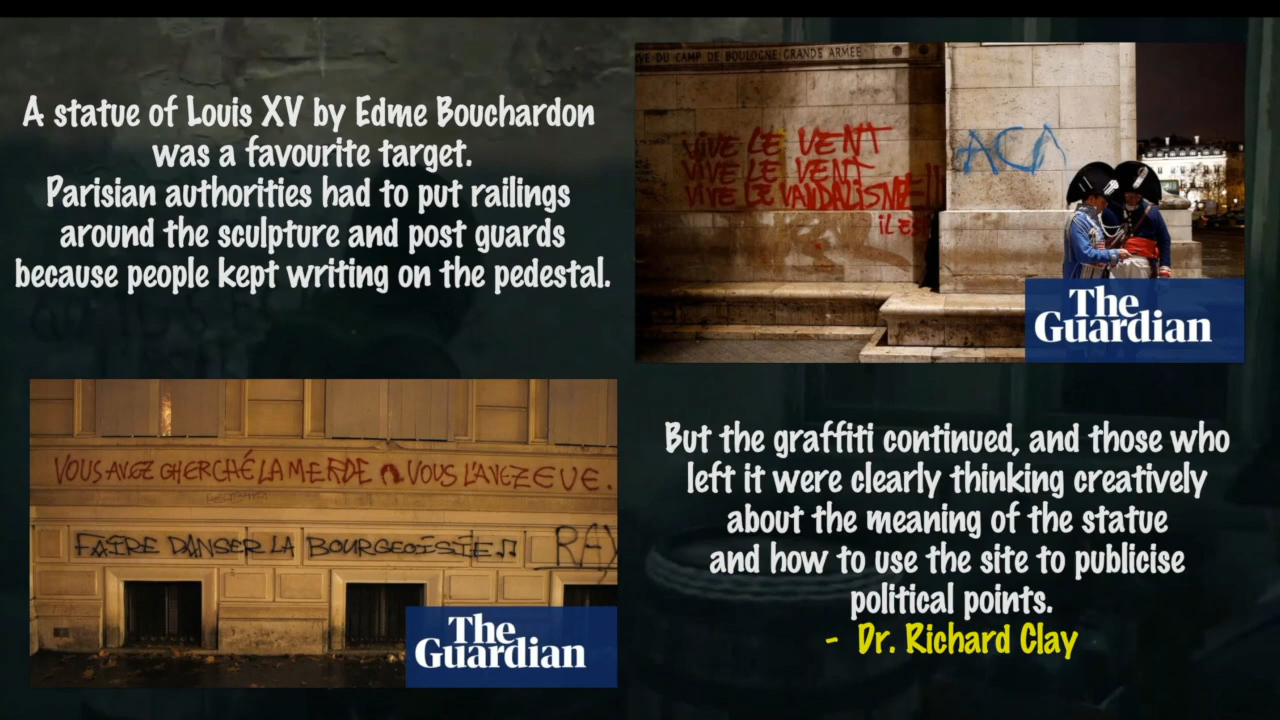 A statue of Louis XV by Edme Bouchardon
was a favourite target.
Parisian authorities had to put railings
around the sculpture and post guards
because people kept writing on the pedestal.
VE DU CAMP DE BOULOGNE GRANDE ARMEE
VIVE LE VENT
VIVE LE VENT
VIVE LE VANDALISME!!
ACA
The
Guardian
VOUS AVEZ CHERCHÉ LA MERDE VOUS L'AVEZ EUE.
FAIRE DANSER LA BOURGEOISIE
The
Guardian
But the graffiti continued, and those who
left it were clearly thinking creatively
about the meaning of the statue
and how to use the site to publicise
political points.
- Dr. Richard Clay